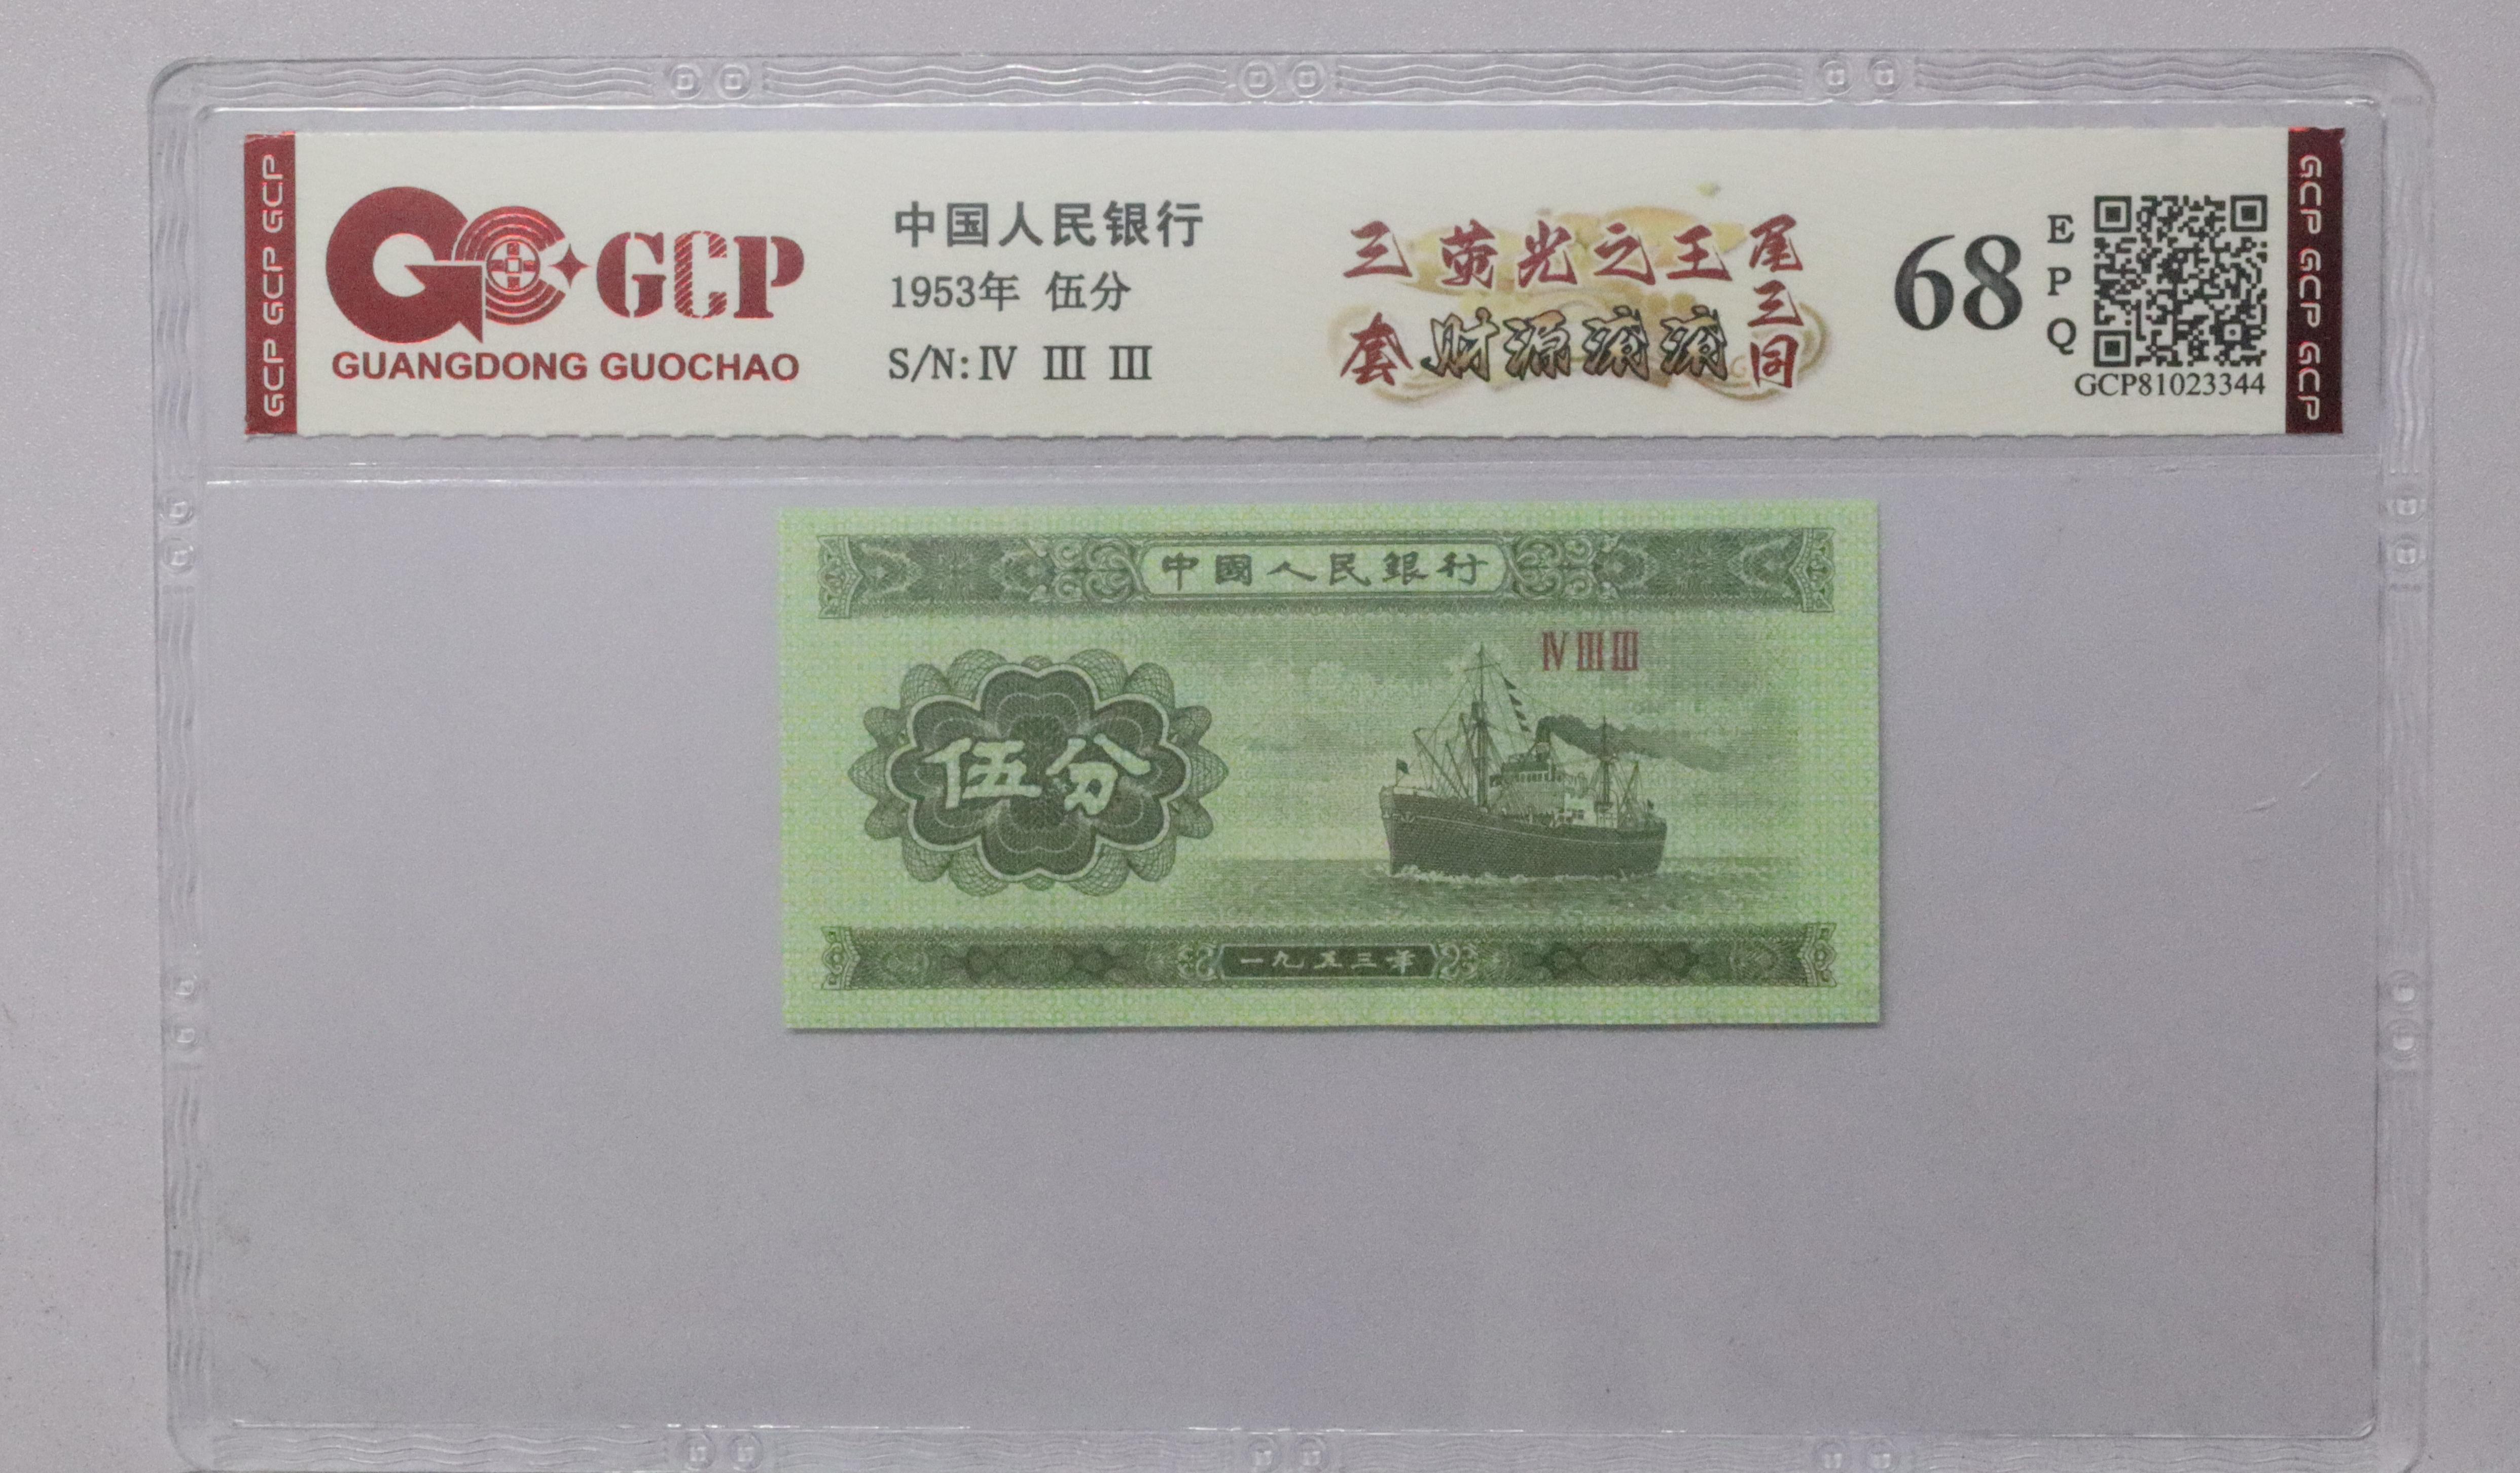 GCP GCP GCP
GCP
GUANGDONG GUOCHAO
中国人民银行
1953年 伍分
S/N: Ⅳ Ⅲ Ⅲ
三套
荧光之王
财源滚滚
尾三同
68
EPQ
GCP81023344
GCP GCP GCP
中國人民銀行
ⅣⅢⅢ
伍分
一九五三年